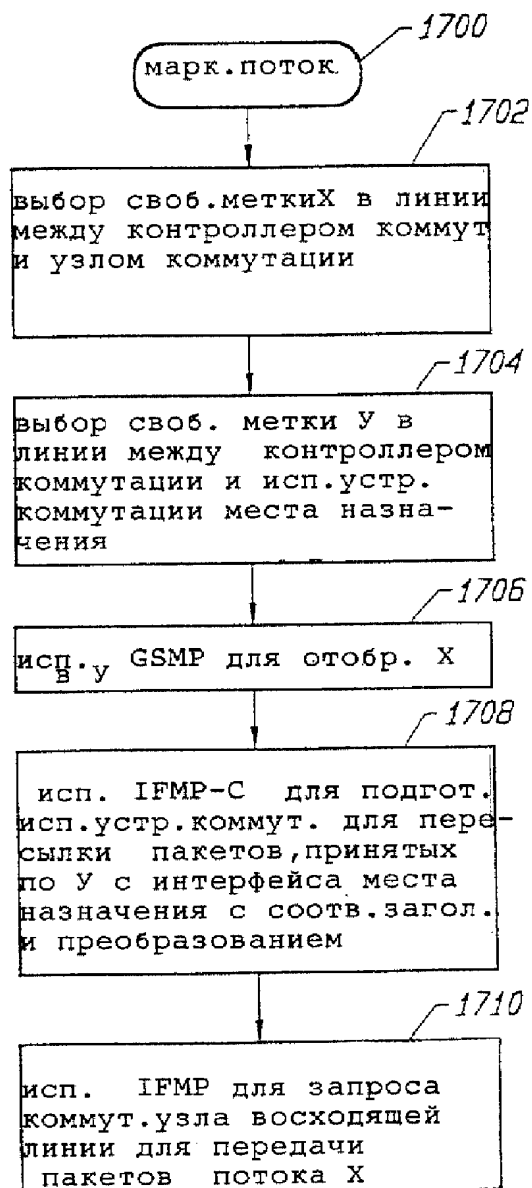 1700
марк.поток.
1702
выбор своб.меткиХ в линии
между контроллером коммут
и узлом коммутации
1704
выбор своб. метки У в
линии между контроллером
коммутации и исп.устр.
коммутации места назна-
чения
1706
исп. GSMP для отобр. Х
в У
1708
исп. IFMP-C для подгот.
исп.устр.коммут. для пере-
сылки пакетов,принятых
по У с интерфейса места
назначения с соотв.загол.
и преобразованием
1710
исп. IFMP для запроса
коммут.узла восходящей
линии для передачи
пакетов потока Х